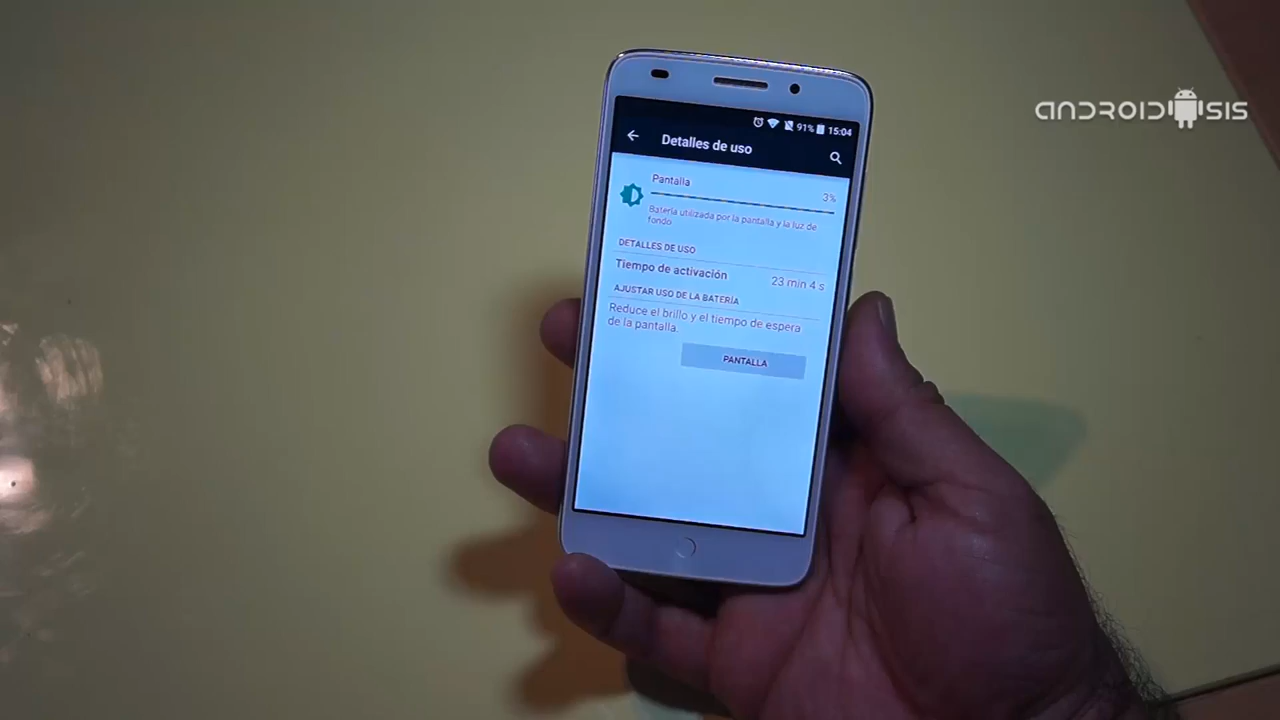 ANDROIDSIS
91% 15:04
Detalles de uso
Pantalla
3%
Batería utilizada por la pantalla y la luz de
fondo
DETALLES DE USO
Tiempo de activación 23 min 4 s
AJUSTAR USO DE LA BATERÍA
Reduce el brillo y el tiempo de espera
de la pantalla.
PANTALLA